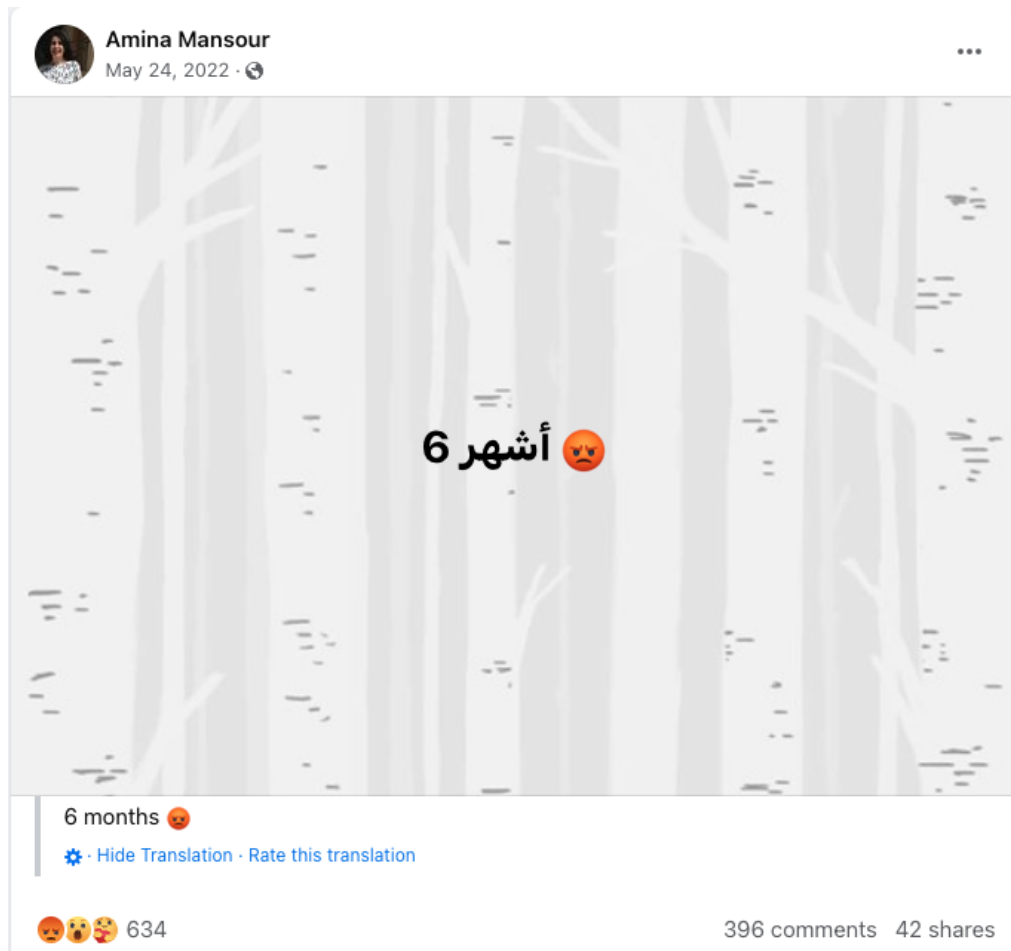 Amina Mansour
May 24, 2022 ·
6 أشهر 😡
6 months 😡
· Hide Translation · Rate this translation
634
396 comments 42 shares